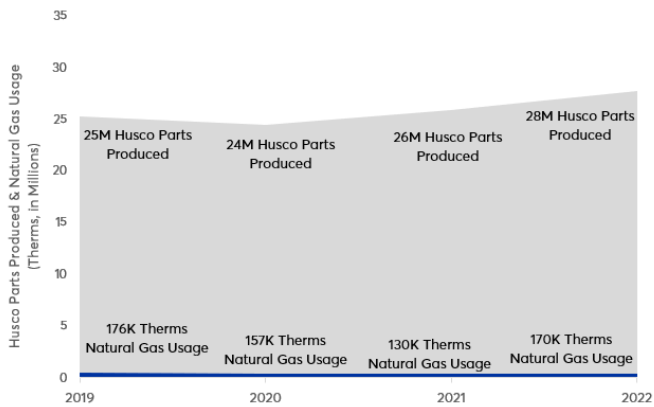 Husco Parts Produced & Natural Gas Usage
(Therms, in Millions)
35
30
25
20
15
10
5
0
25M Husco Parts
Produced
24M Husco Parts
Produced
26M Husco Parts
Produced
28M Husco Parts
Produced
176K Therms
Natural Gas Usage
157K Therms
Natural Gas Usage
130K Therms
Natural Gas Usage
170K Therms
Natural Gas Usage
2019
2020
2021
2022